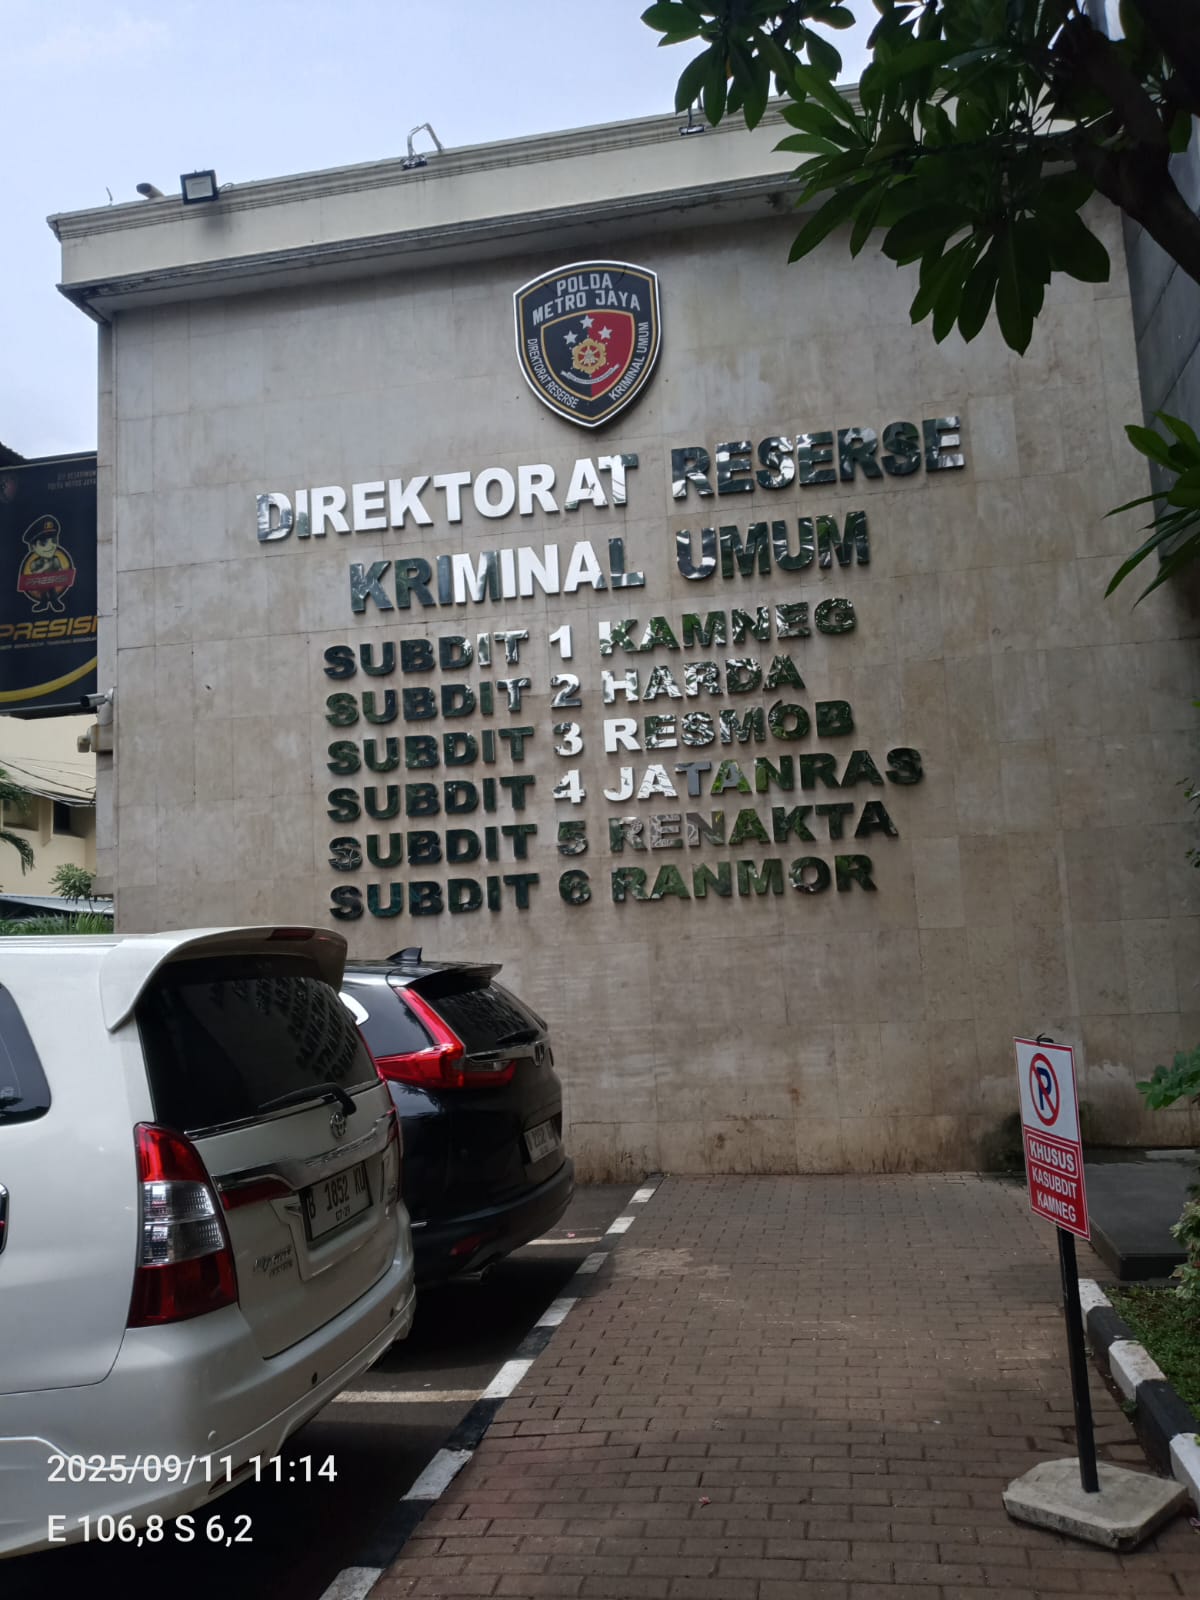 POLDA
METRO JAYA
DIREKTORAT RESERSE
KRIMINAL UMUM
DIREKTORAT RESERSE
KRIMINAL UMUM
SUBDIT 1 KAMNEG
SUBDIT 2 HARDA
SUBDIT 3 RESMOB
SUBDIT 4 JATANRAS
SUBDIT 5 RENAKTA
SUBDIT 6 RANMOR
PRESISI
PRESISI
P
KHUSUS
KASUBDIT
KAMNEG
B 1852 KU
2025/09/11 11:14
E 106,8 S 6,2